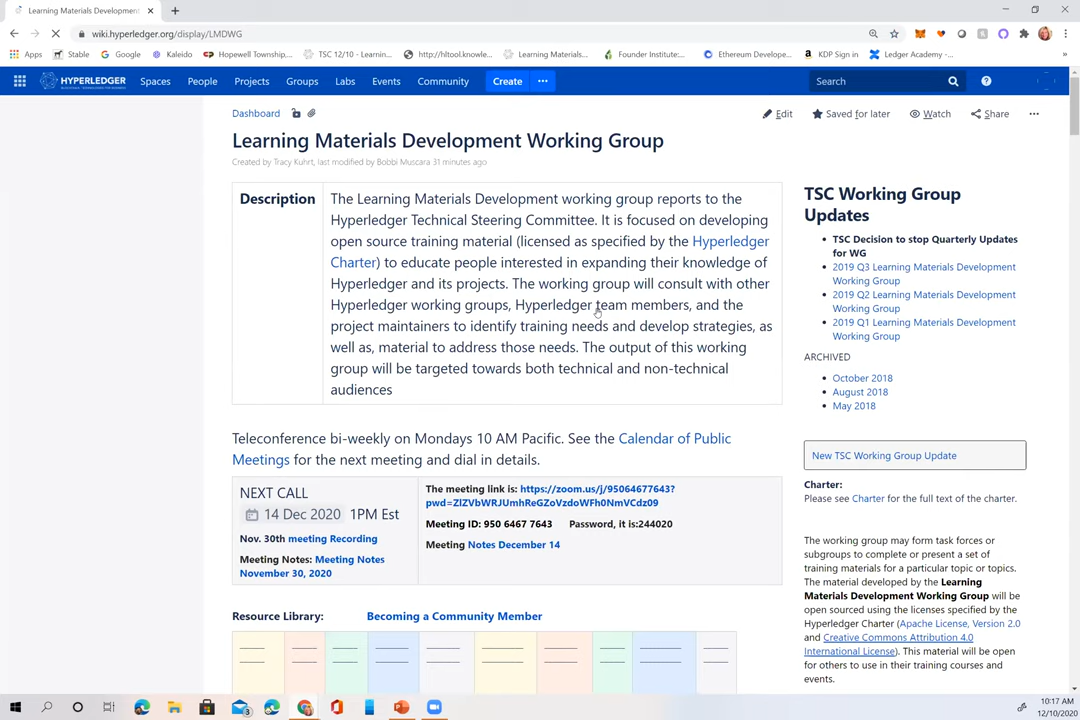 Learning Materials Developmen
wiki.hyperledger.org/display/LMDWG
Apps
Stable
Google
Kaleido
Hopewell Township,...
TSC 12/10 - Learnin...
http://hltool.knowle...
Learning Materials...
Founder Institute:...
Ethereum Develope...
KDP Sign in
Ledger Academy -...
»
HYPERLEDGER
Spaces
People
Projects
Groups
Labs
Events
Community
Create
Search
Dashboard
Edit
Saved for later
Watch
Share
Learning Materials Development Working Group
Created by Tracy Kuhrt, last modified by Bobbi Muscara 31 minutes ago
Description
The Learning Materials Development working group reports to the
Hyperledger Technical Steering Committee. It is focused on developing
open source training material (licensed as specified by the Hyperledger
Charter) to educate people interested in expanding their knowledge of
Hyperledger and its projects. The working group will consult with other
Hyperledger working groups, Hyperledger team members, and the
project maintainers to identify training needs and develop strategies, as
well as, material to address those needs. The output of this working
group will be targeted towards both technical and non-technical
audiences
Teleconference bi-weekly on Mondays 10 AM Pacific. See the Calendar of Public
Meetings for the next meeting and dial in details.
NEXT CALL
14 Dec 2020 1PM Est
Nov. 30th meeting Recording
Meeting Notes: Meeting Notes
November 30, 2020
The meeting link is: https://zoom.us/j/95064677643?
pwd=ZlZVbWRJUmhReGZoVzdoWFh0NmVCdz09
Meeting ID: 950 6467 7643 Password, it is:244020
Meeting Notes December 14
Resource Library:
Becoming a Community Member
TSC Working Group
Updates
TSC Decision to stop Quarterly Updates
for WG
2019 Q3 Learning Materials Development
Working Group
2019 Q2 Learning Materials Development
Working Group
2019 Q1 Learning Materials Development
Working Group
ARCHIVED
October 2018
August 2018
May 2018
New TSC Working Group Update
Charter:
Please see Charter for the full text of the charter.
The working group may form task forces or
subgroups to complete or present a set of
training materials for a particular topic or topics.
The material developed by the Learning
Materials Development Working Group will be
open sourced using the licenses specified by the
Hyperledger Charter (Apache License, Version 2.0
and Creative Commons Attribution 4.0
International License). This material will be open
for others to use in their training courses and
events.
10:17 AM
12/10/2020